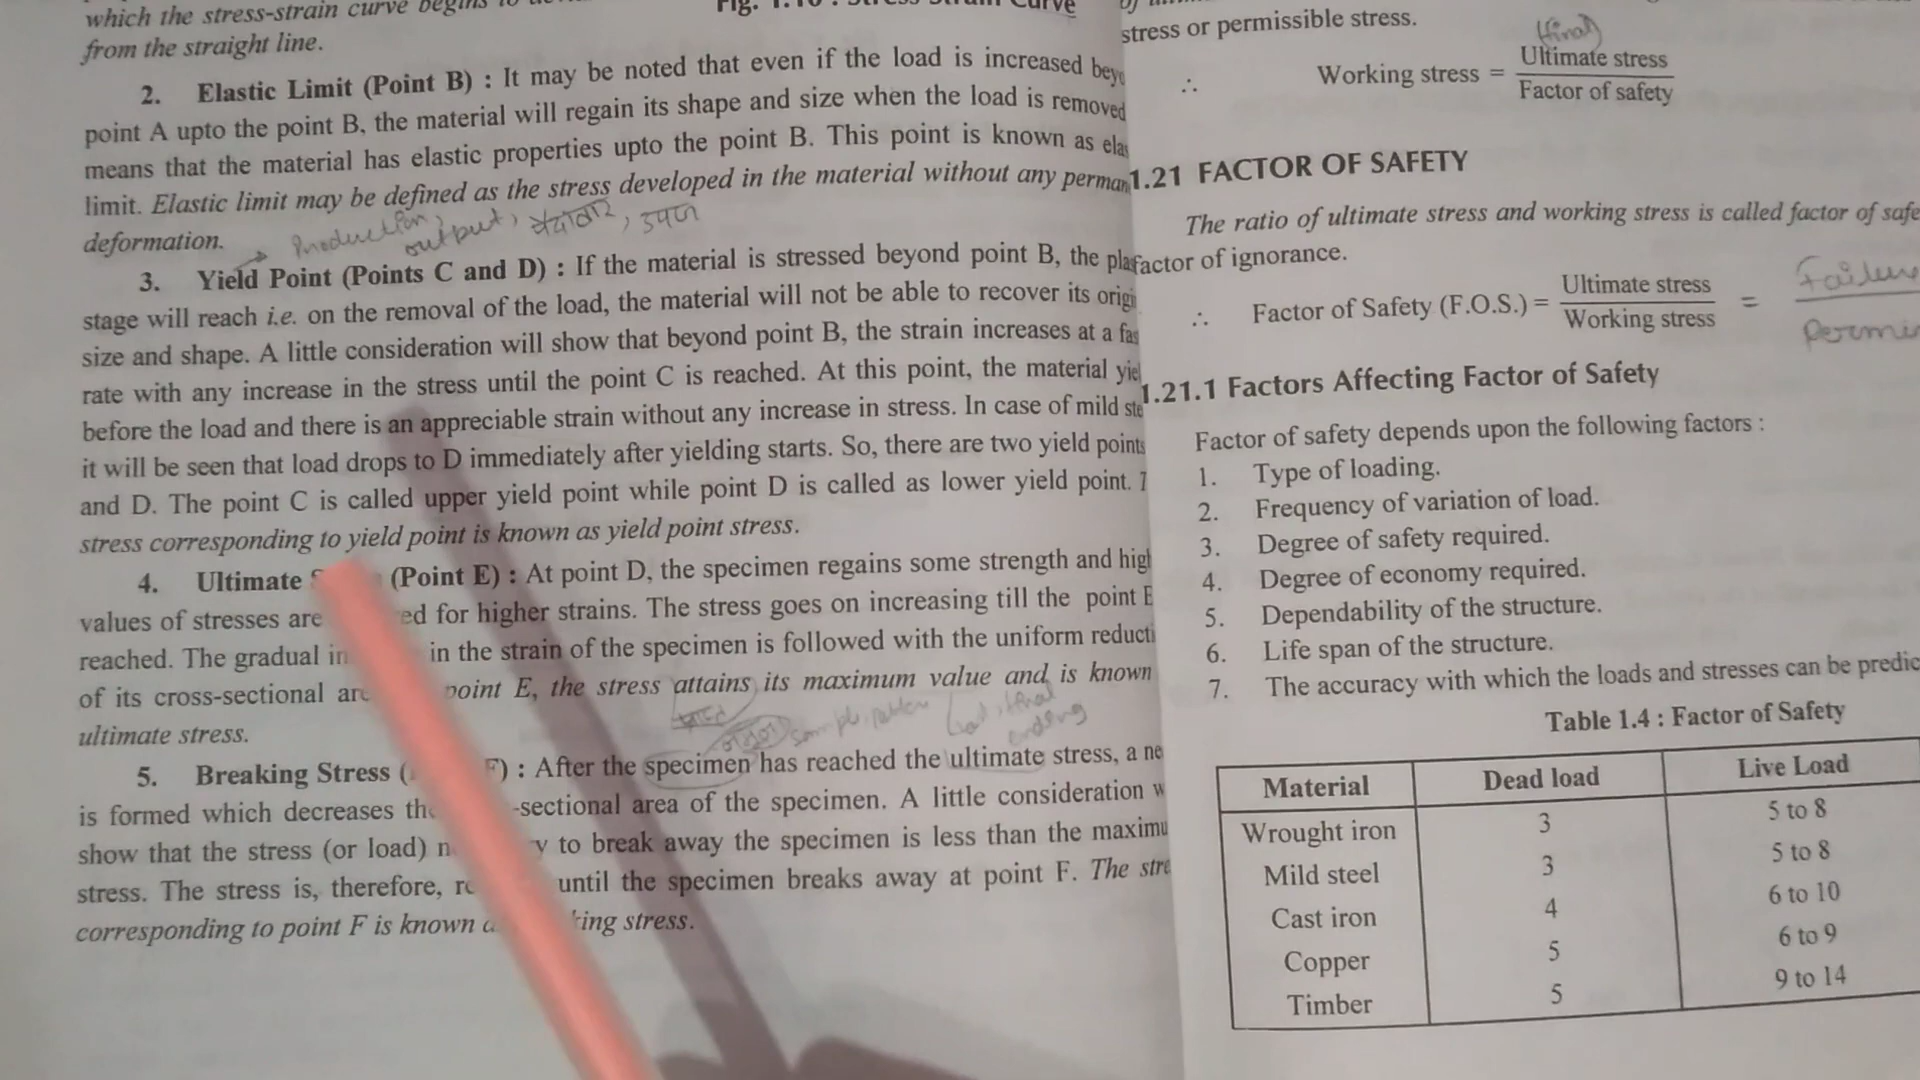 which the stress-strain curve begins to
from the straight line.
2. Elastic Limit (Point B) : It may be noted that even if the load is increased
point A upto the point B, the material will regain its shape and size when the load is removed
means that the material has elastic properties upto the point B. This point is known as
limit. Elastic limit may be defined as the stress developed in the material without any
deformation.
Production,
output, उपज
3. Yield Point (Points C and D) : If the material is stressed beyond point B, the
stage will reach i.e. on the removal of the load, the material will not be able to recover its
size and shape. A little consideration will show that beyond point B, the strain increases at a
rate with any increase in the stress until the point C is reached. At this point, the material
before the load and there is an appreciable strain without any increase in stress. In case of mild
it will be seen that load drops to D immediately after yielding starts. So, there are two yield points
and D. The point C is called upper yield point while point D is called as lower yield point.
stress corresponding to yield point is known as yield point stress.
4. Ultimate (Point E) : At point D, the specimen regains some strength and
values of stresses are for higher strains. The stress goes on increasing till the point E
reached. The gradual in the strain of the specimen is followed with the uniform
of its cross-sectional point E, the stress attains its maximum value and is known
ultimate stress.
5. Breaking Stress ( F) : After the specimen has reached the ultimate stress, a
is formed which decreases -sectional area of the specimen. A little consideration
show that the stress (or load) to break away the specimen is less than the
stress. The stress is, therefore, until the specimen breaks away at point F. The
corresponding to point F is known stress.
stress or permissible stress.
(final)
∴ Working stress = Ultimate stress
Factor of safety
1.21 FACTOR OF SAFETY
The ratio of ultimate stress and working stress is called factor of
factor of ignorance.
∴ Factor of Safety (F.O.S.) = Ultimate stress = Failure
Working stress
1.21.1 Factors Affecting Factor of Safety
Factor of safety depends upon the following factors :
1. Type of loading.
2. Frequency of variation of load.
3. Degree of safety required.
4. Degree of economy required.
5. Dependability of the structure.
6. Life span of the structure.
7. The accuracy with which the loads and stresses can be
Table 1.4 : Factor of Safety
Material Dead load Live Load
Wrought iron 3 5 to 8
Mild steel 3 5 to 8
Cast iron 4 6 to 10
Copper 5 6 to 9
Timber 5 9 to 14